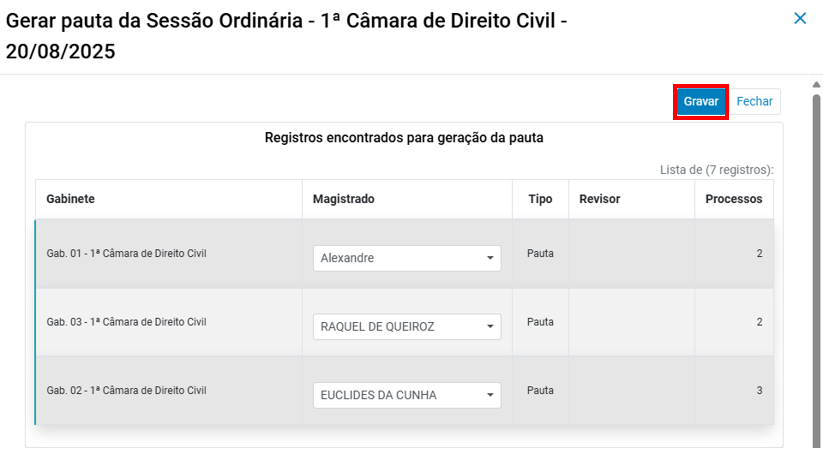 Gerar pauta da Sessão Ordinária - 1ª Câmara de Direito Civil -
20/08/2025
Gravar Fechar
Registros encontrados para geração da pauta
Lista de (7 registros):
Gabinete Magistrado Tipo Revisor Processos
Gab. 01 - 1ª Câmara de Direito Civil Alexandre Pauta 2
Gab. 03 - 1ª Câmara de Direito Civil RAQUEL DE QUEIROZ Pauta 2
Gab. 02 - 1ª Câmara de Direito Civil EUCLIDES DA CUNHA Pauta 3